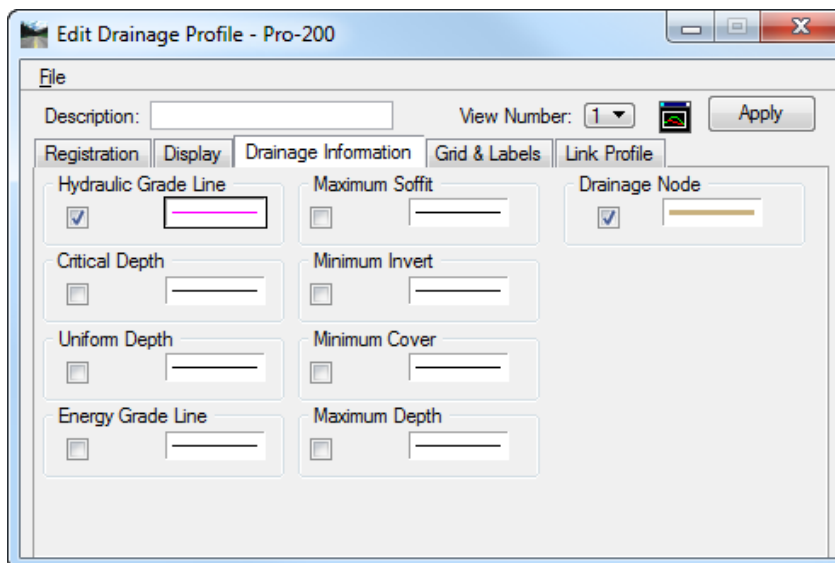 Edit Drainage Profile - Pro-200
File
Description: View Number: 1 Apply
Registration Display Drainage Information Grid & Labels Link Profile
Hydraulic Grade Line Maximum Soffit Drainage Node
Critical Depth Minimum Invert
Uniform Depth Minimum Cover
Energy Grade Line Maximum Depth